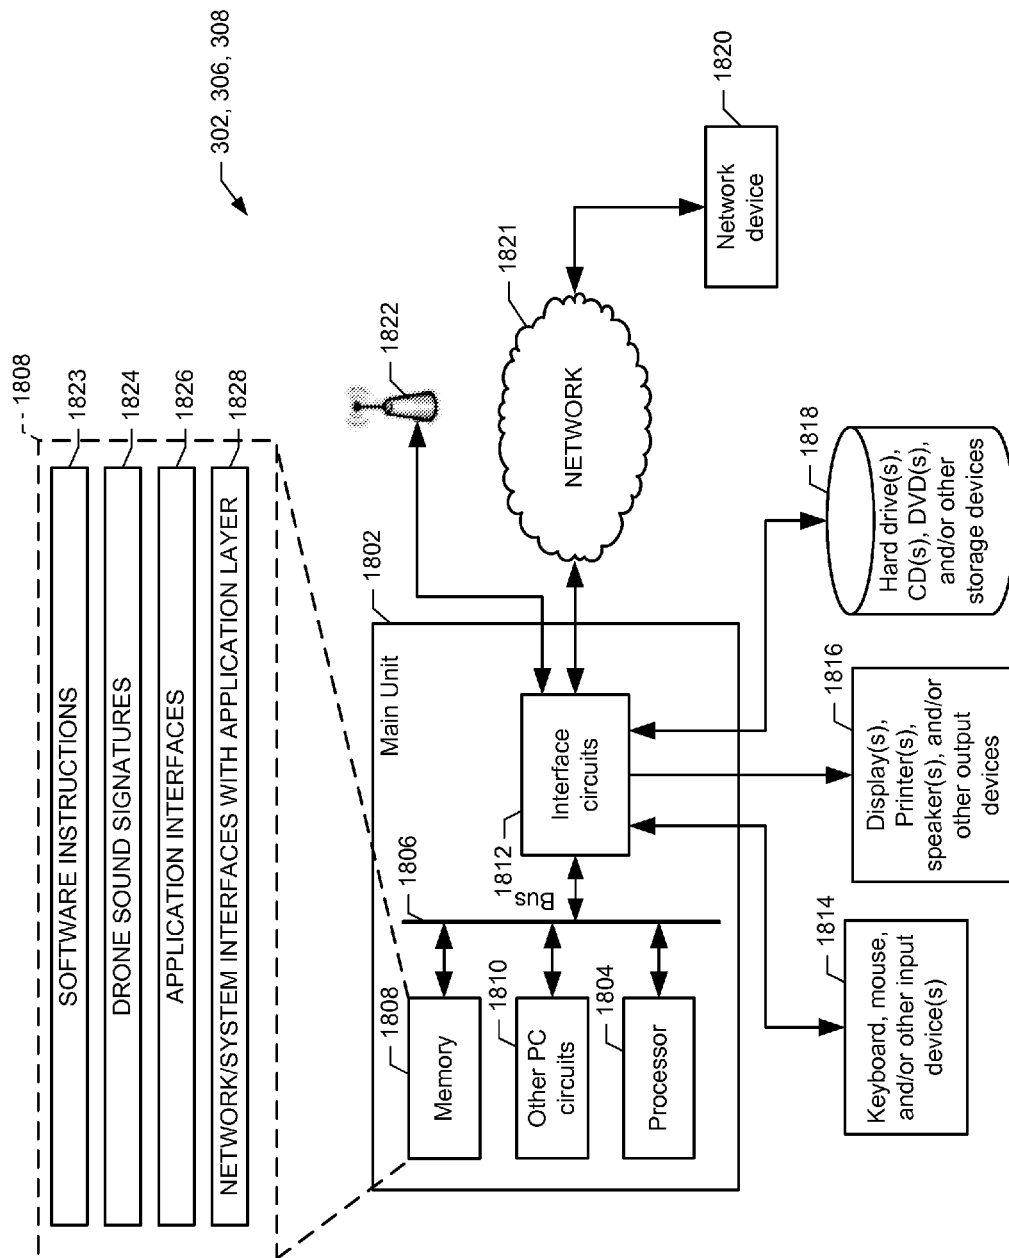 302, 306, 308
1808
SOFTWARE INSTRUCTIONS
1823
DRONE SOUND SIGNATURES
1824
APPLICATION INTERFACES
1826
NETWORK/SYSTEM INTERFACES WITH APPLICATION LAYER
1828
1802
Main Unit
1808
Memory
1810
Other PC
circuits
1804
Processor
1806
Bus
1812
Interface
circuits
1822
1821
NETWORK
1820
Network
device
1814
Keyboard, mouse,
and/or other input
device(s)
1816
Display(s),
Printer(s),
speaker(s), and/or
other output
devices
1818
Hard drive(s),
CD(s), DVD(s),
and/or other
storage devices